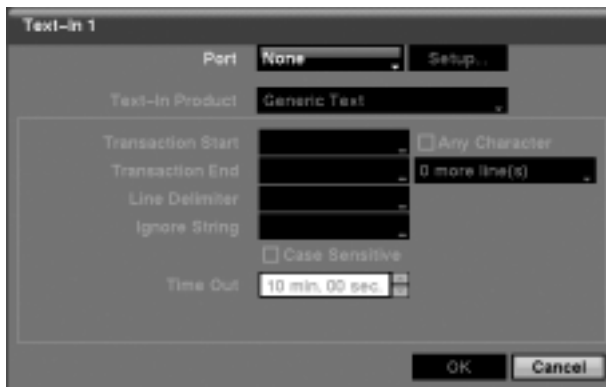 Text-In 1
Port None Setup...
Text-In Product Generic Text
Transaction Start Any Character
Transaction End 0 more line(s)
Line Delimiter
Ignore String
Case Sensitive
Time Out 10 min. 00 sec.
OK Cancel